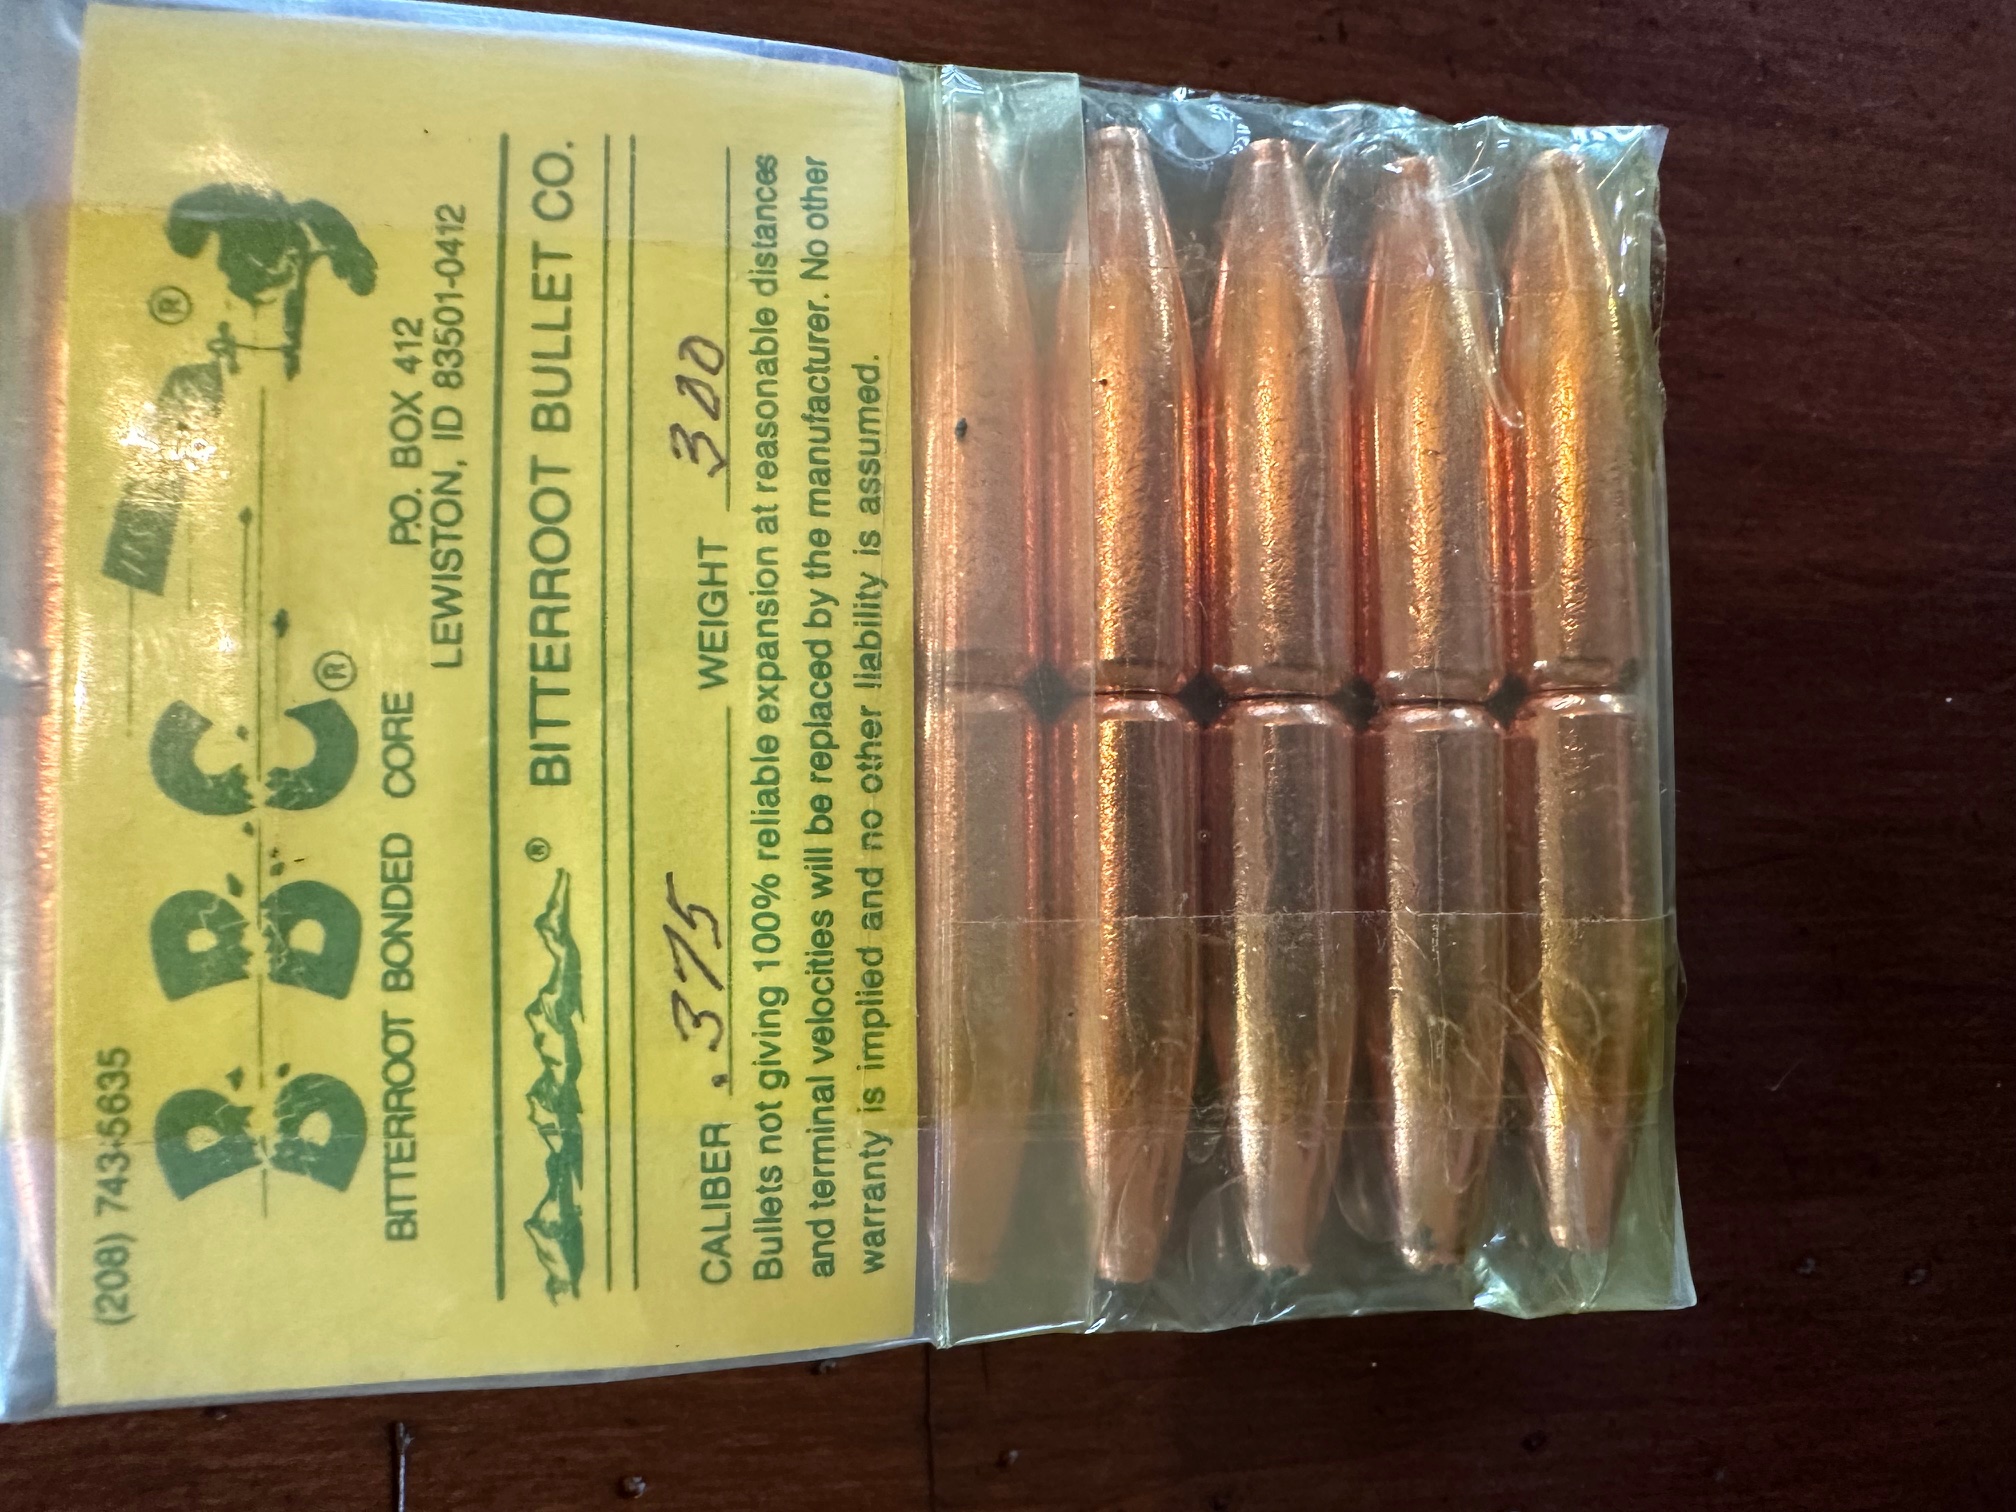 (208) 743-5635
B B C ®
®
BITTERROOT BONDED CORE
P.O. BOX 412
LEWISTON, ID 83501-0412
® BITTERROOT BULLET CO.
CALIBER .375 WEIGHT 300
Bullets not giving 100% reliable expansion at reasonable distances
and terminal velocities will be replaced by the manufacturer. No other
warranty is implied and no other liability is assumed.